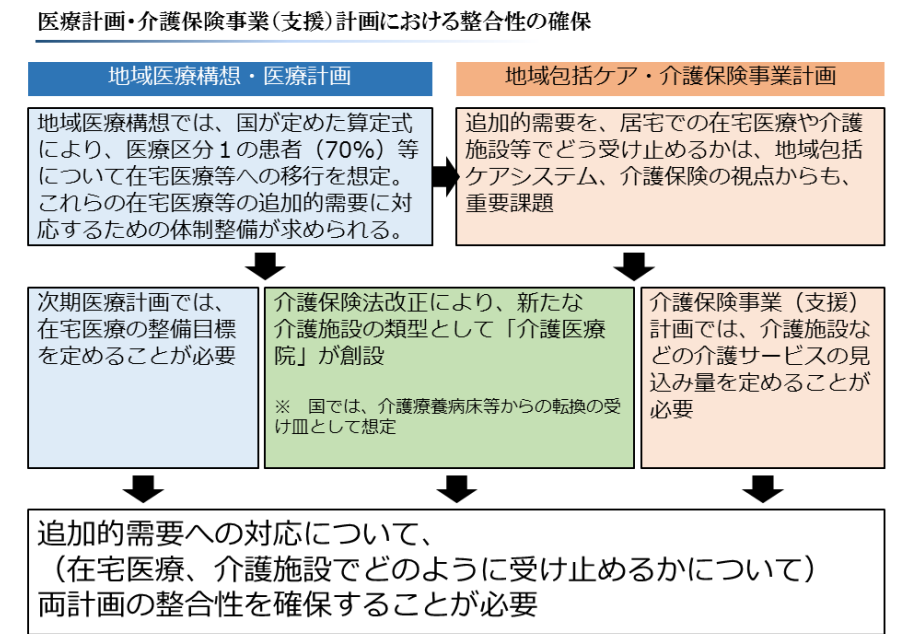 医療計画・介護保険事業（支援）計画における整合性の確保
地域医療構想・医療計画
地域包括ケア・介護保険事業計画
地域医療構想では、国が定めた算定式
により、医療区分１の患者（70%）等
について在宅医療等への移行を想定。
これらの在宅医療等の追加的需要に対
応するための体制整備が求められる。
追加的需要を、居宅での在宅医療や介護
施設等でどう受け止めるかは、地域包括
ケアシステム、介護保険の視点からも、
重要課題
次期医療計画では、
在宅医療の整備目標
を定めることが必要
介護保険法改正により、新たな
介護施設の類型として「介護医療
院」が創設
※　国では、介護療養病床等からの転換の受
け皿として想定
介護保険事業（支援）
計画では、介護施設な
どの介護サービスの見
込み量を定めることが
必要
追加的需要への対応について、
（在宅医療、介護施設でどのように受け止めるかについて）
両計画の整合性を確保することが必要